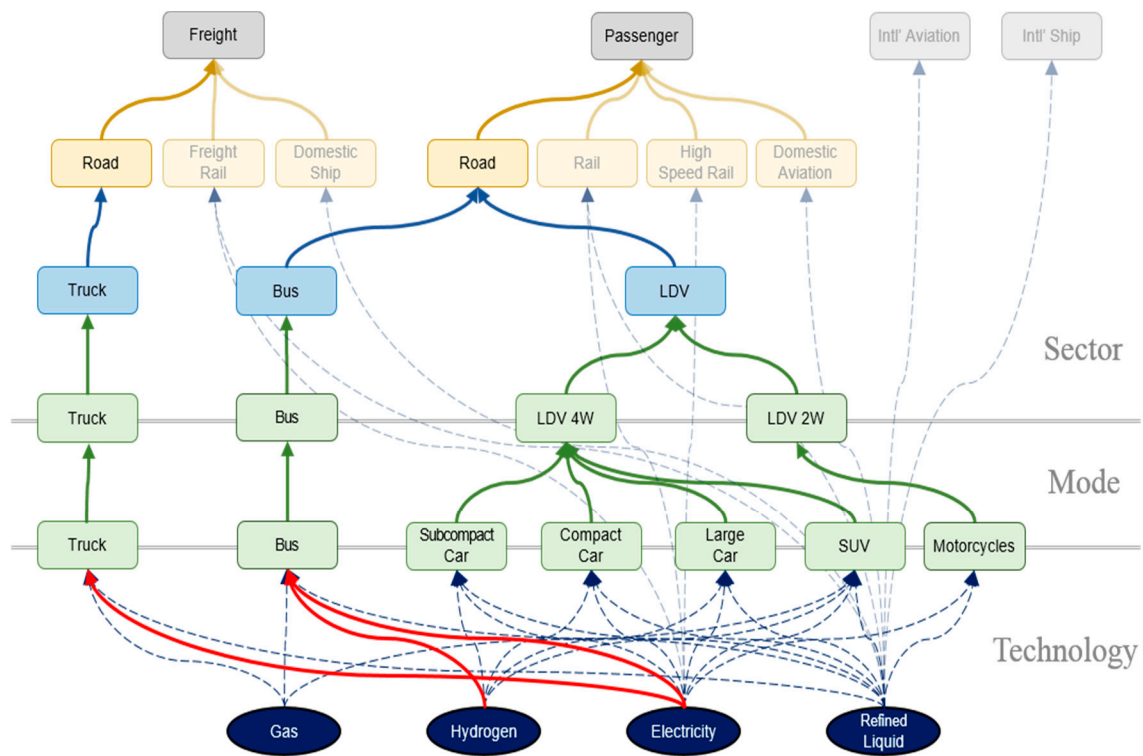 Freight
Passenger
Intl' Aviation
Intl' Ship
Road
Freight
Rail
Domestic
Ship
Road
Rail
High
Speed Rail
Domestic
Aviation
Truck
Bus
LDV
Sector
Truck
Bus
LDV 4W
LDV 2W
Mode
Truck
Bus
Subcompact
Car
Compact
Car
Large
Car
SUV
Motorcycles
Technology
Gas
Hydrogen
Electricity
Refined
Liquid